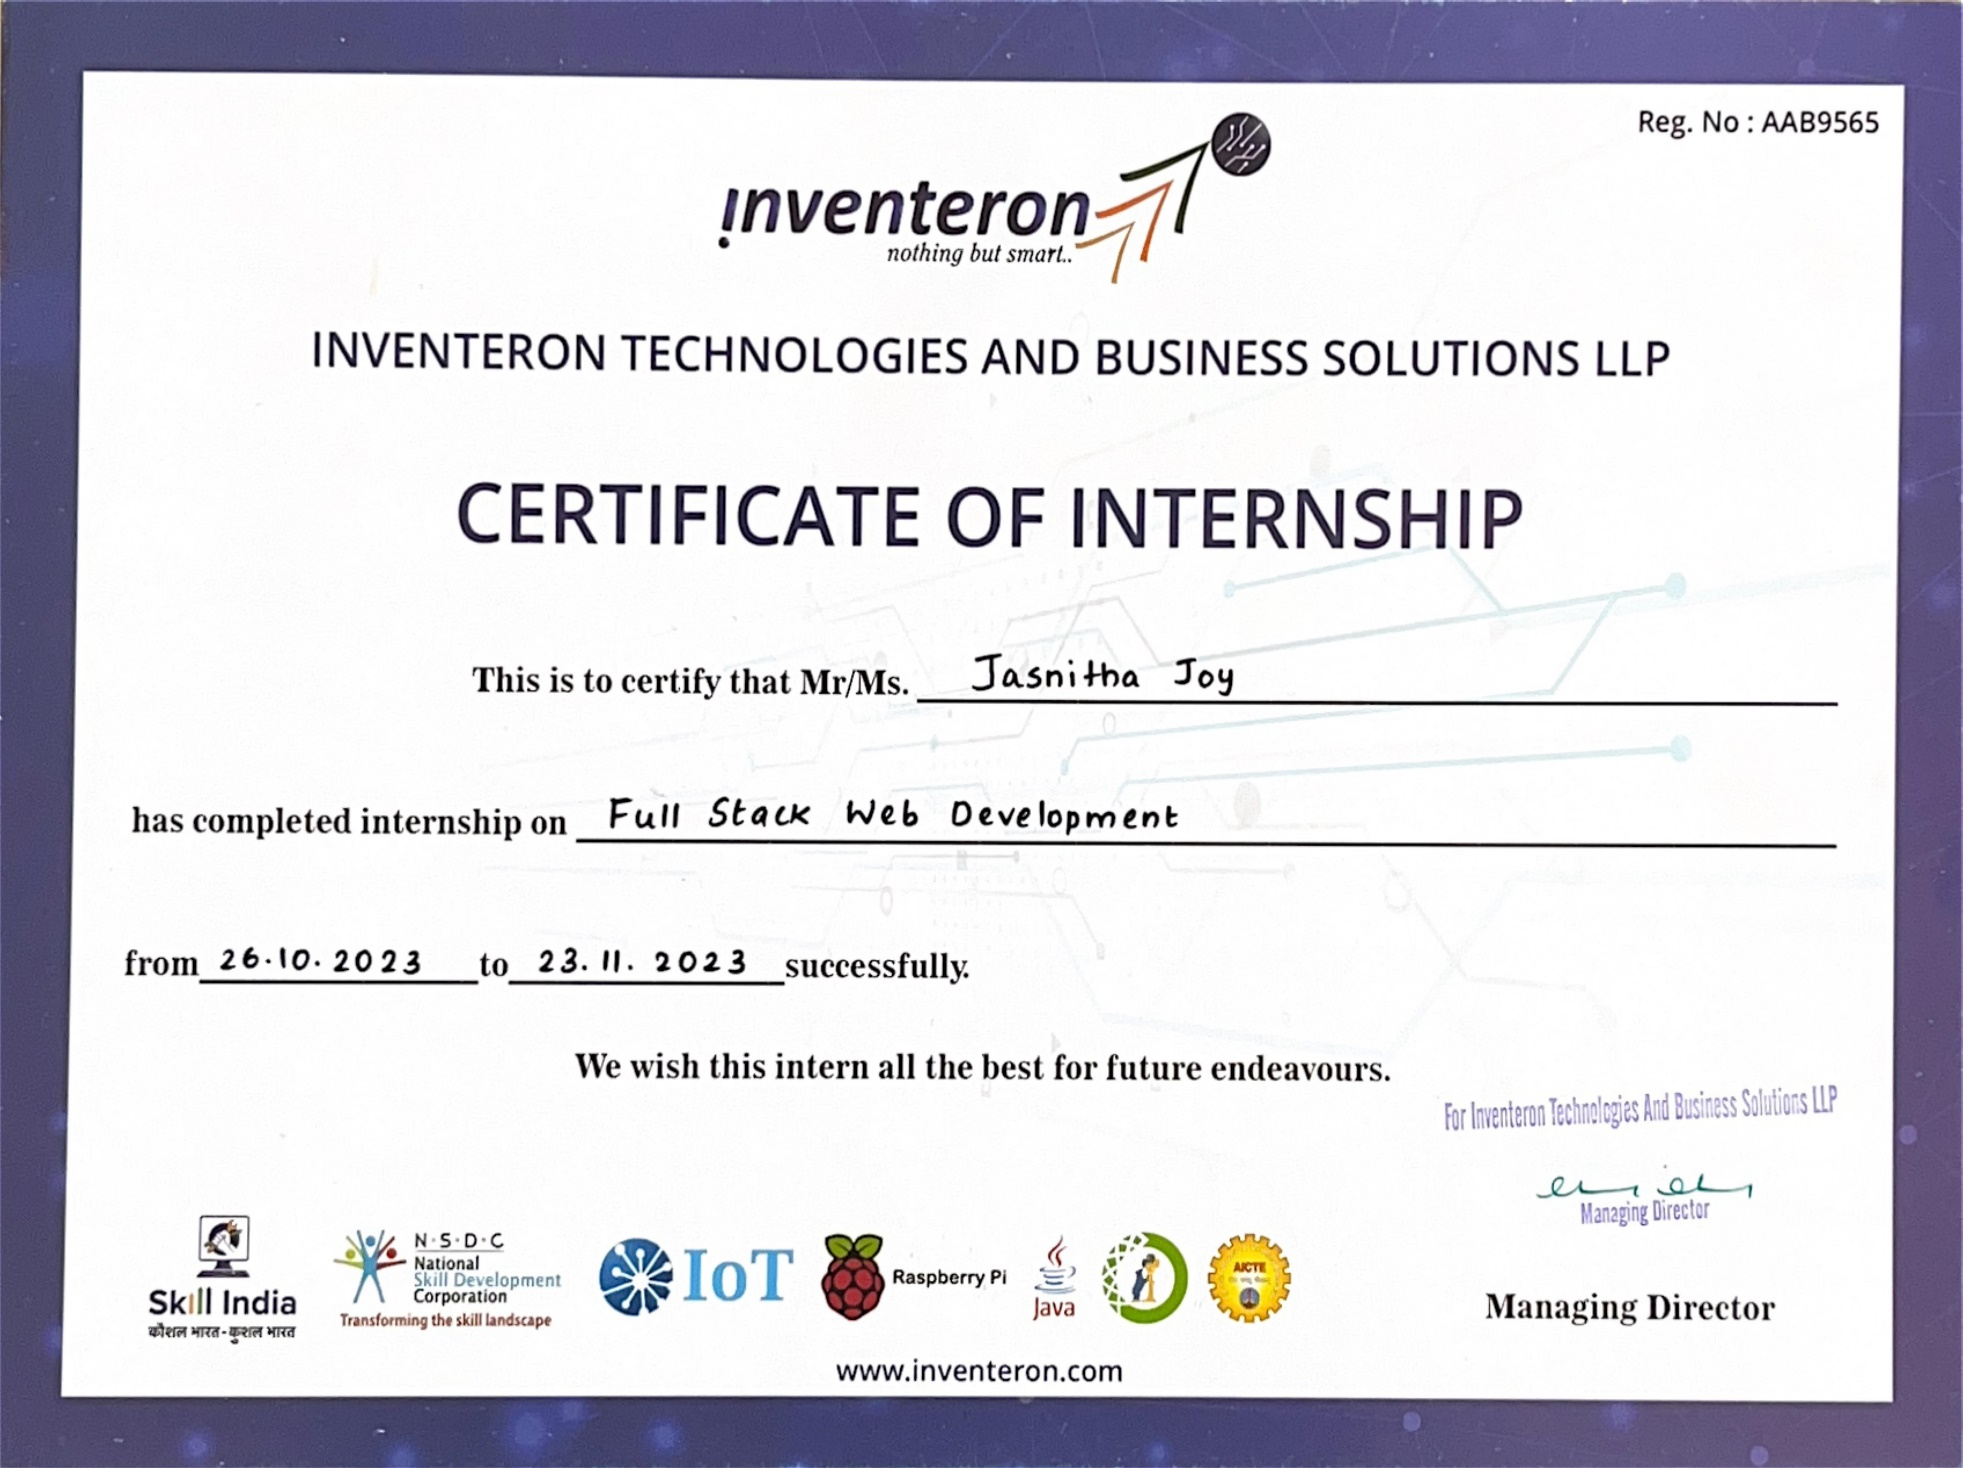 Reg. No : AAB9565
inventeron
nothing but smart..
INVENTERON TECHNOLOGIES AND BUSINESS SOLUTIONS LLP
CERTIFICATE OF INTERNSHIP
This is to certify that Mr/Ms. Jasnitha Joy
has completed internship on Full Stack Web Development
from 26.10.2023 to 23.11.2023 successfully.
We wish this intern all the best for future endeavours.
For Inventeron Technologies And Business Solutions LLP
Managing Director
Skill India
कौशल भारत - कुशल भारत
N·S·D·C
National
Skill Development
Corporation
Transforming the skill landscape
IoT
Raspberry Pi
Java
AICTE
Managing Director
www.inventeron.com